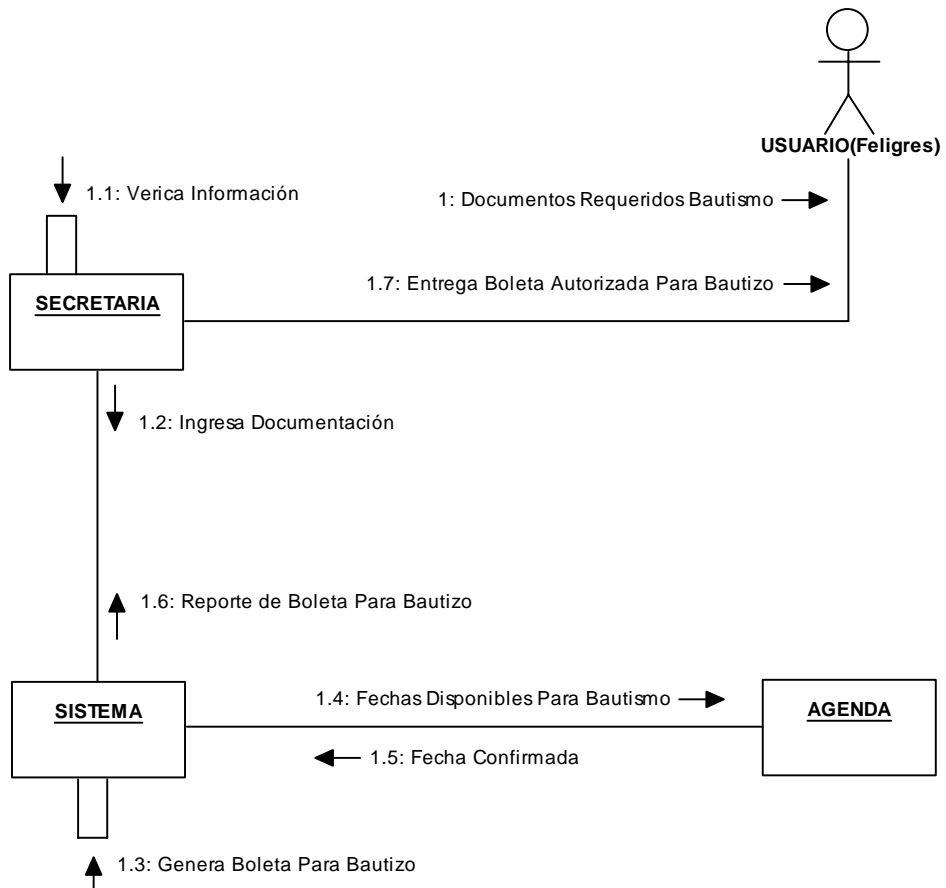 USUARIO(Feligres)
1.1: Verica Información
1: Documentos Requeridos Bautismo
1.7: Entrega Boleta Autorizada Para Bautizo
SECRETARIA
1.2: Ingresa Documentación
1.6: Reporte de Boleta Para Bautizo
SISTEMA
1.4: Fechas Disponibles Para Bautismo
AGENDA
1.5: Fecha Confirmada
1.3: Genera Boleta Para Bautizo